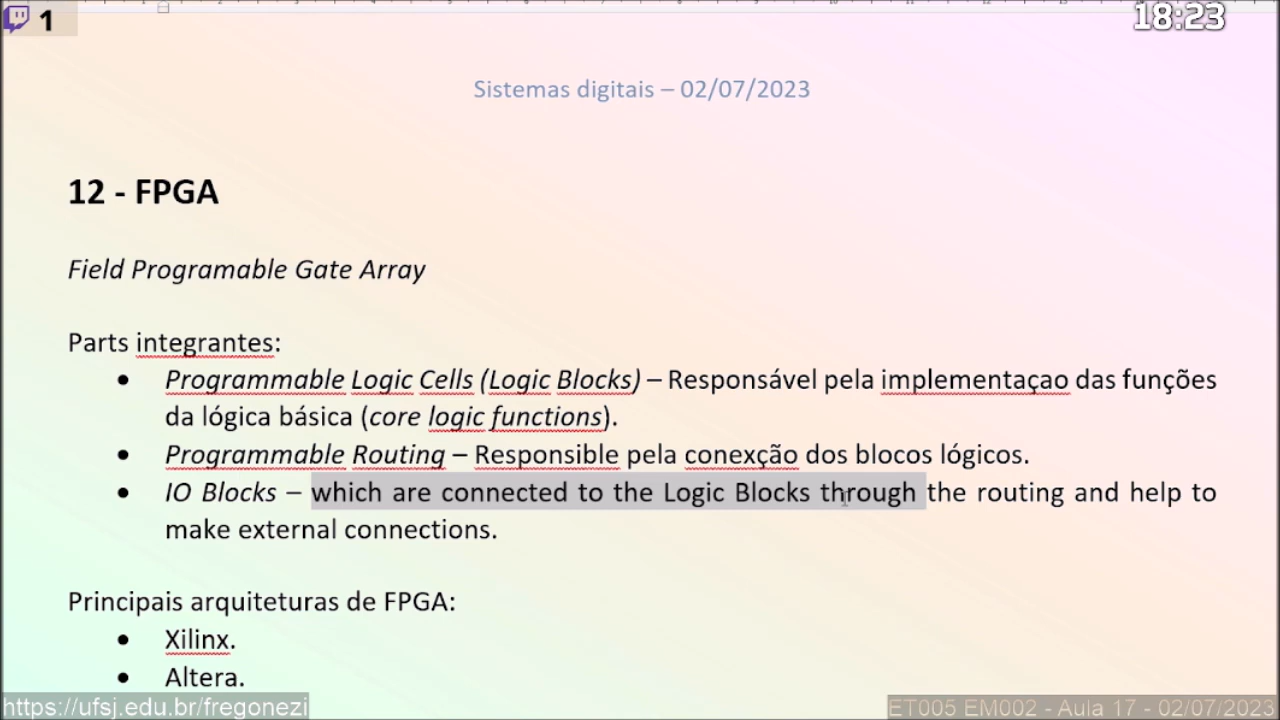 1
18:23
Sistemas digitais – 02/07/2023
12 - FPGA
Field Programable Gate Array
Parts integrantes:
• Programmable Logic Cells (Logic Blocks) – Responsável pela implementaçao das funções
da lógica básica (core logic functions).
• Programmable Routing – Responsible pela conexção dos blocos lógicos.
• IO Blocks – which are connected to the Logic Blocks through the routing and help to
make external connections.
Principais arquiteturas de FPGA:
• Xilinx.
• Altera.
https://ufsj.edu.br/fregonezi
ET005 EM002 - Aula 17 - 02/07/2023